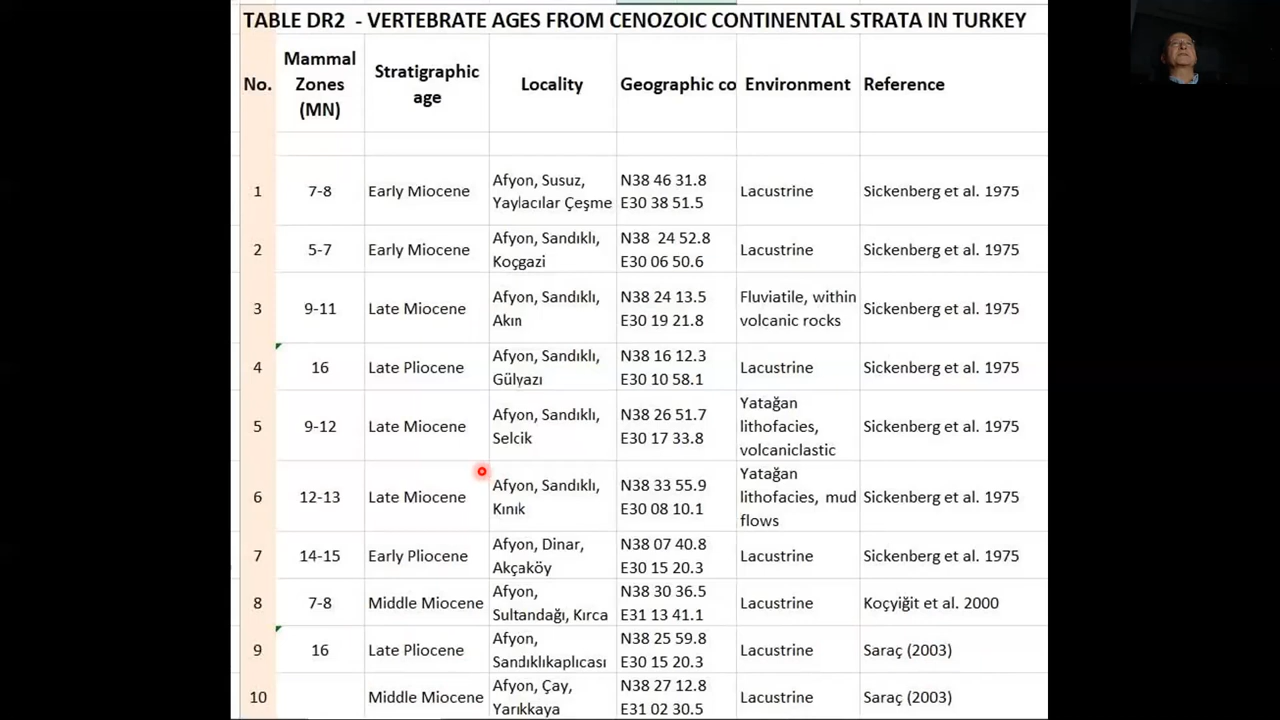 TABLE DR2 - VERTEBRATE AGES FROM CENOZOIC CONTINENTAL STRATA IN TURKEY
No. Mammal Zones (MN) Stratigraphic age Locality Geographic co Environment Reference
1 7-8 Early Miocene Afyon, Susuz, Yaylacılar Çeşme N38 46 31.8 E30 38 51.5 Lacustrine Sickenberg et al. 1975
2 5-7 Early Miocene Afyon, Sandıklı, Koçgazi N38 24 52.8 E30 06 50.6 Lacustrine Sickenberg et al. 1975
3 9-11 Late Miocene Afyon, Sandıklı, Akın N38 24 13.5 E30 19 21.8 Fluviatile, within volcanic rocks Sickenberg et al. 1975
4 16 Late Pliocene Afyon, Sandıklı, Gülyazı N38 16 12.3 E30 10 58.1 Lacustrine Sickenberg et al. 1975
5 9-12 Late Miocene Afyon, Sandıklı, Selcik N38 26 51.7 E30 17 33.8 Yatağan lithofacies, volcaniclastic Sickenberg et al. 1975
6 12-13 Late Miocene Afyon, Sandıklı, Kınık N38 33 55.9 E30 08 10.1 Yatağan lithofacies, mud flows Sickenberg et al. 1975
7 14-15 Early Pliocene Afyon, Dinar, Akçaköy N38 07 40.8 E30 15 20.3 Lacustrine Sickenberg et al. 1975
8 7-8 Middle Miocene Afyon, Sultandağı, Kırca N38 30 36.5 E31 13 41.1 Lacustrine Koçyiğit et al. 2000
9 16 Late Pliocene Afyon, Sandıklıkaplıcası N38 25 59.8 E30 15 20.3 Lacustrine Saraç (2003)
10 Middle Miocene Afyon, Çay, Yarıkkaya N38 27 12.8 E31 02 30.5 Lacustrine Saraç (2003)